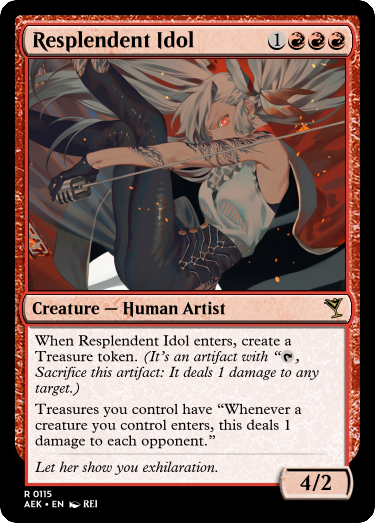 Resplendent Idol 1
Creature — Human Artist
When Resplendent Idol enters, create a
Treasure token. (It's an artifact with “,
Sacrifice this artifact: It deals 1 damage to any
target.)
Treasures you control have “Whenever a
creature you control enters, this deals 1
damage to each opponent.”
Let her show you exhilaration.
4/2
R 0115
AEK • EN REI